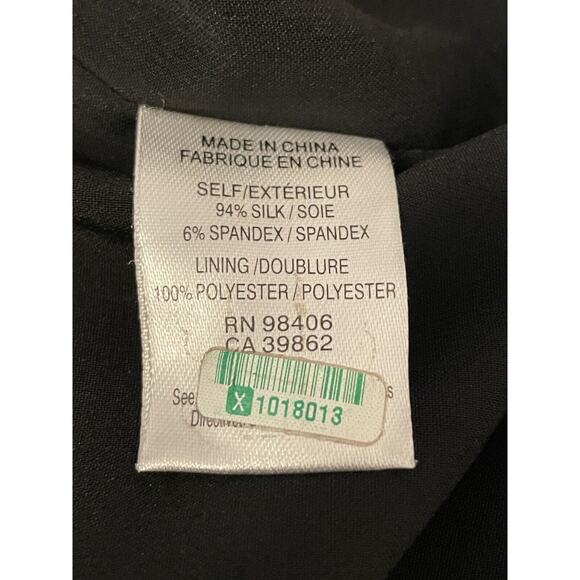 MADE IN CHINA
FABRIQUE EN CHINE
SELF/EXTÉRIEUR
94% SILK / SOIE
6% SPANDEX / SPANDEX
LINING /DOUBLURE
100% POLYESTER / POLYESTER
RN 98406
CA 39862
See
X 1018013